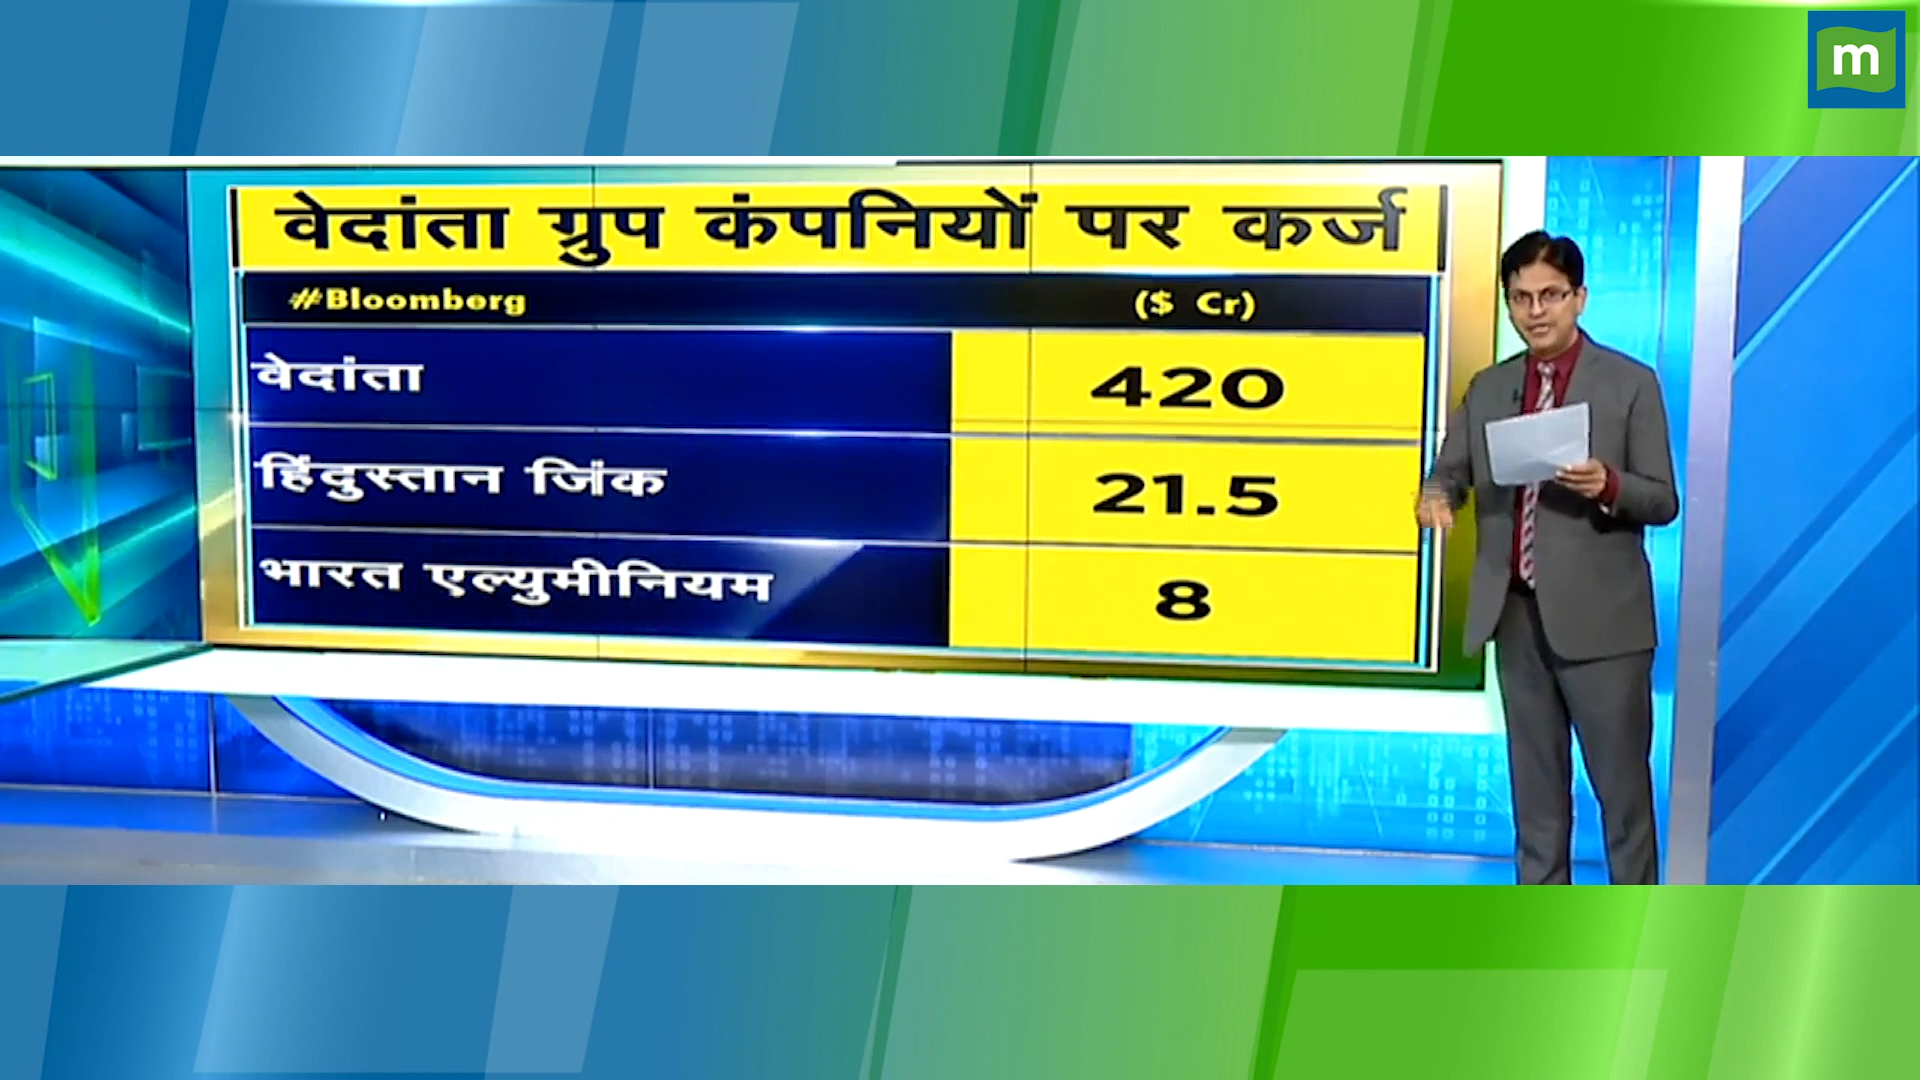 m
वेदांता ग्रुप कंपनियों पर कर्ज
#Bloomberg ($ Cr)
वेदांता 420
हिंदुस्तान जिंक 21.5
भारत एल्युमीनियम 8